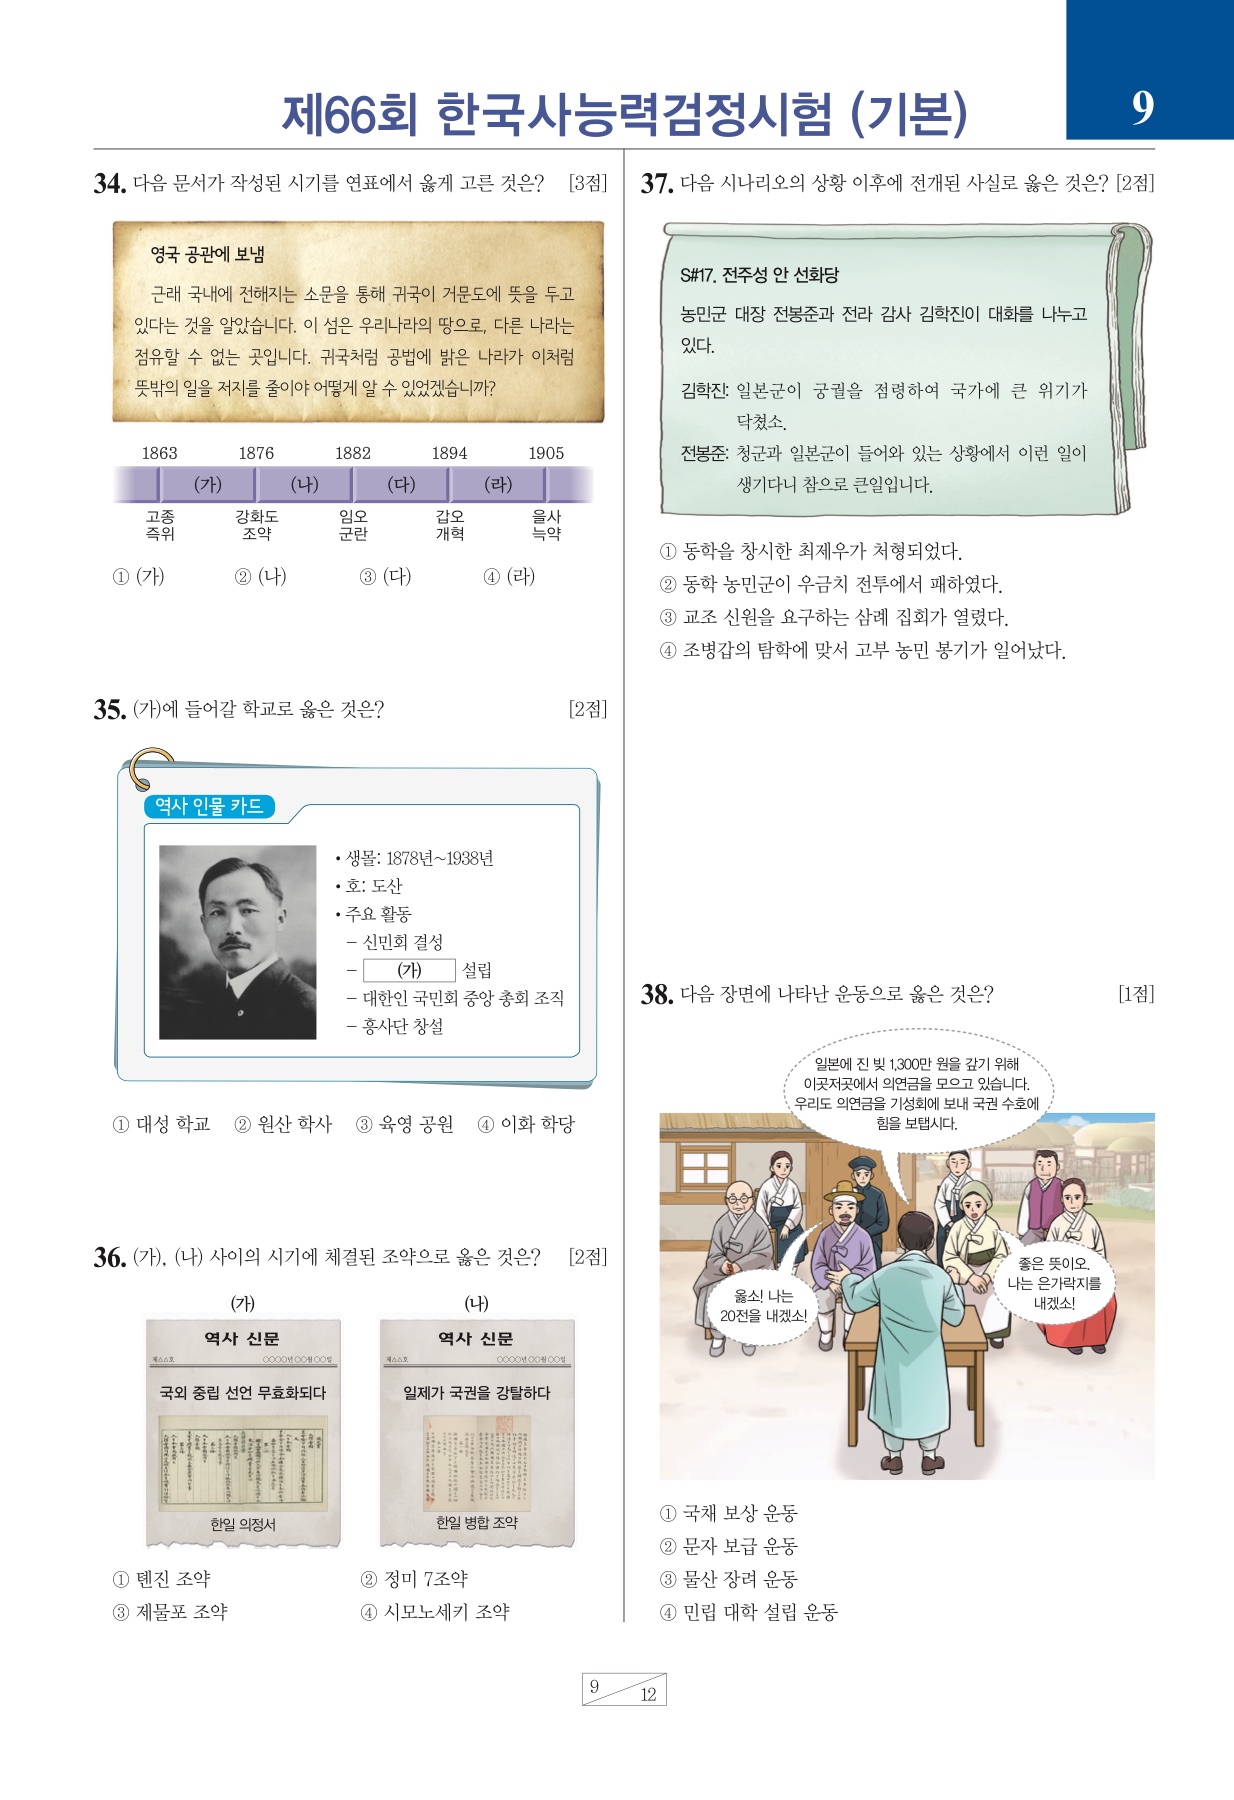 제66회 한국사능력검정시험 (기본)
9
34. 다음 문서가 작성된 시기를 연표에서 옳게 고른 것은? [3점]
영국 공관에 보냄
근래 국내에 전해지는 소문을 통해 귀국이 거문도에 뜻을 두고
있다는 것을 알았습니다. 이 섬은 우리나라의 땅으로, 다른 나라는
점유할 수 없는 곳입니다. 귀국처럼 공법에 밝은 나라가 이처럼
뜻밖의 일을 저지를 줄이야 어떻게 알 수 있었겠습니까?
1863 1876 1882 1894 1905
(가) (나) (다) (라)
고종 강화도 임오 갑오 을사
즉위 조약 군란 개혁 늑약
① (가) ② (나) ③ (다) ④ (라)
35. (가)에 들어갈 학교로 옳은 것은? [2점]
역사 인물 카드
• 생몰: 1878년~1938년
• 호: 도산
• 주요 활동
- 신민회 결성
- (가) 설립
- 대한인 국민회 중앙 총회 조직
- 흥사단 창설
① 대성 학교 ② 원산 학사 ③ 육영 공원 ④ 이화 학당
36. (가), (나) 사이의 시기에 체결된 조약으로 옳은 것은? [2점]
(가)
역사 신문
제△△호 ○○○○년 ○○월 ○○일
국외 중립 선언 무효화되다
한일 의정서
(나)
역사 신문
제△△호 ○○○○년 ○○월 ○○일
일제가 국권을 강탈하다
한일 병합 조약
① 톈진 조약 ② 정미 7조약
③ 제물포 조약 ④ 시모노세키 조약
37. 다음 시나리오의 상황 이후에 전개된 사실로 옳은 것은? [2점]
S#17. 전주성 안 선화당
농민군 대장 전봉준과 전라 감사 김학진이 대화를 나누고
있다.
김학진: 일본군이 궁궐을 점령하여 국가에 큰 위기가
닥쳤소.
전봉준: 청군과 일본군이 들어와 있는 상황에서 이런 일이
생기다니 참으로 큰일입니다.
① 동학을 창시한 최제우가 처형되었다.
② 동학 농민군이 우금치 전투에서 패하였다.
③ 교조 신원을 요구하는 삼례 집회가 열렸다.
④ 조병갑의 탐학에 맞서 고부 농민 봉기가 일어났다.
38. 다음 장면에 나타난 운동으로 옳은 것은? [1점]
일본에 진 빚 1,300만 원을 갚기 위해
이곳저곳에서 의연금을 모으고 있습니다.
우리도 의연금을 기성회에 보내 국권 수호에
힘을 보탭시다.
옳소! 나는
20전을 내겠소!
좋은 뜻이오.
나는 은가락지를
내겠소!
① 국채 보상 운동
② 문자 보급 운동
③ 물산 장려 운동
④ 민립 대학 설립 운동
9
12